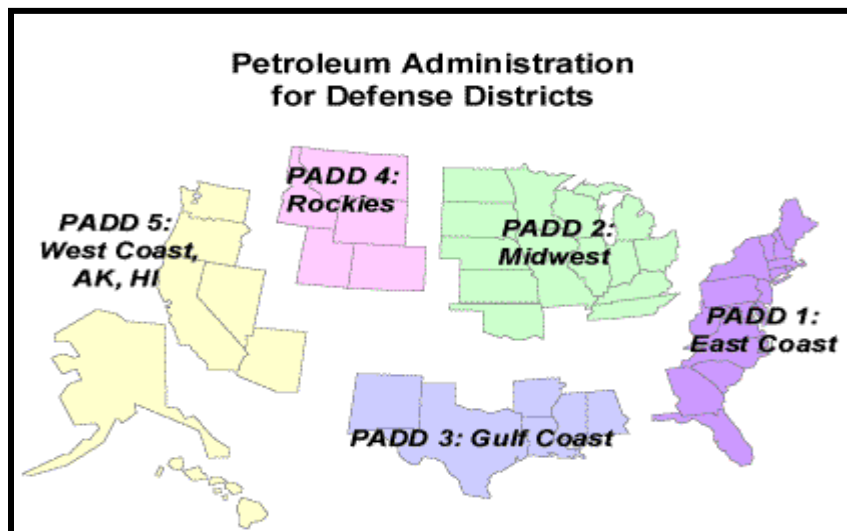 Petroleum Administration
for Defense Districts
PADD 4:
Rockies
PADD 5:
West Coast,
AK, HI
PADD 2:
Midwest
PADD 1:
East Coast
PADD 3: Gulf Coast